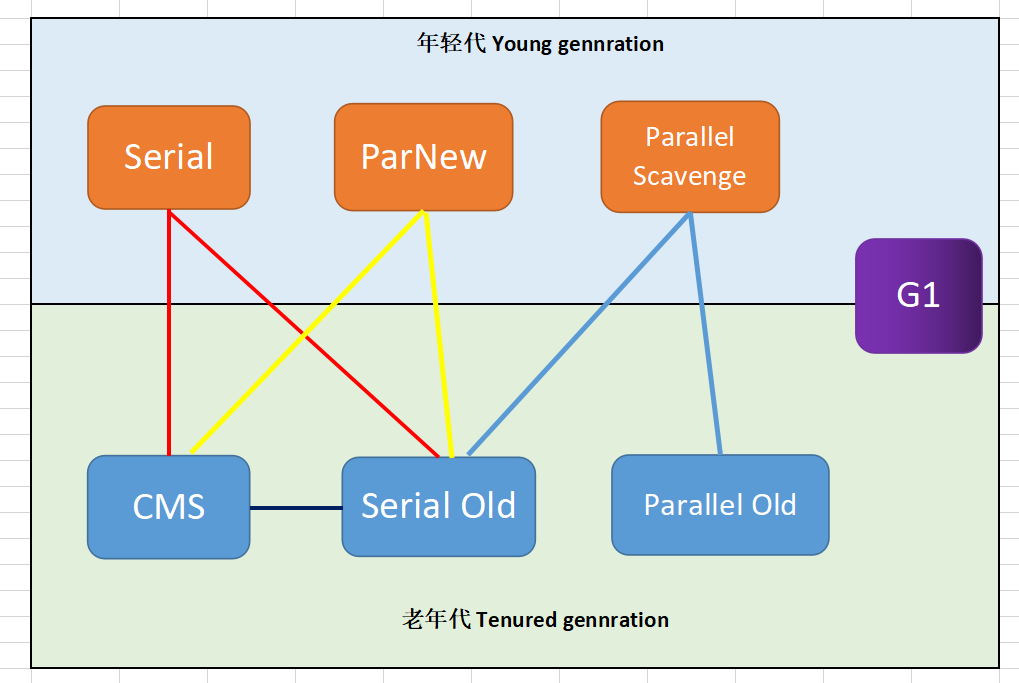 年轻代 Young gennration
Serial
ParNew
Parallel
Scavenge
G1
CMS
Serial Old
Parallel Old
老年代 Tenured gennration